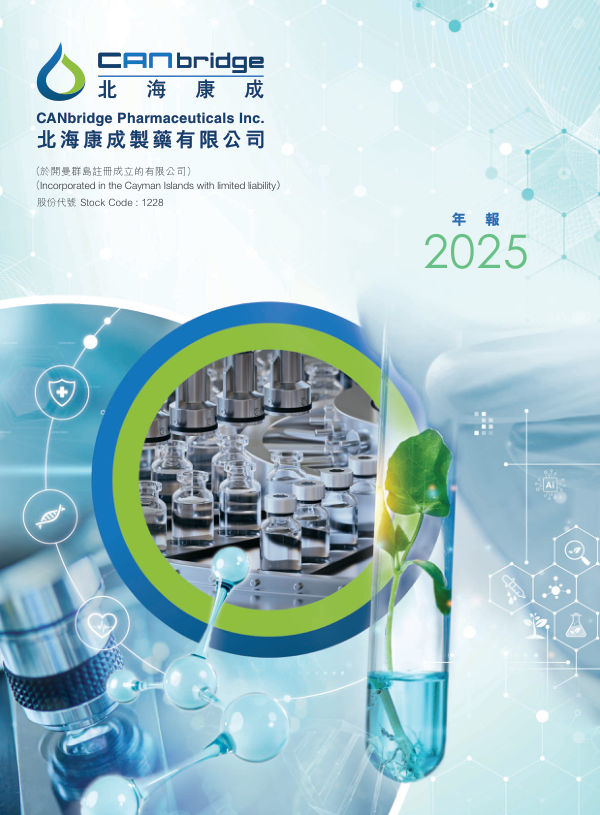 CANbridge
北海康成
CANbridge Pharmaceuticals Inc.
北海康成製藥有限公司
(於開曼群島註冊成立的有限公司)
(Incorporated in the Cayman Islands with limited liability)
股份代號 Stock Code : 1228
年報
2025
Ai